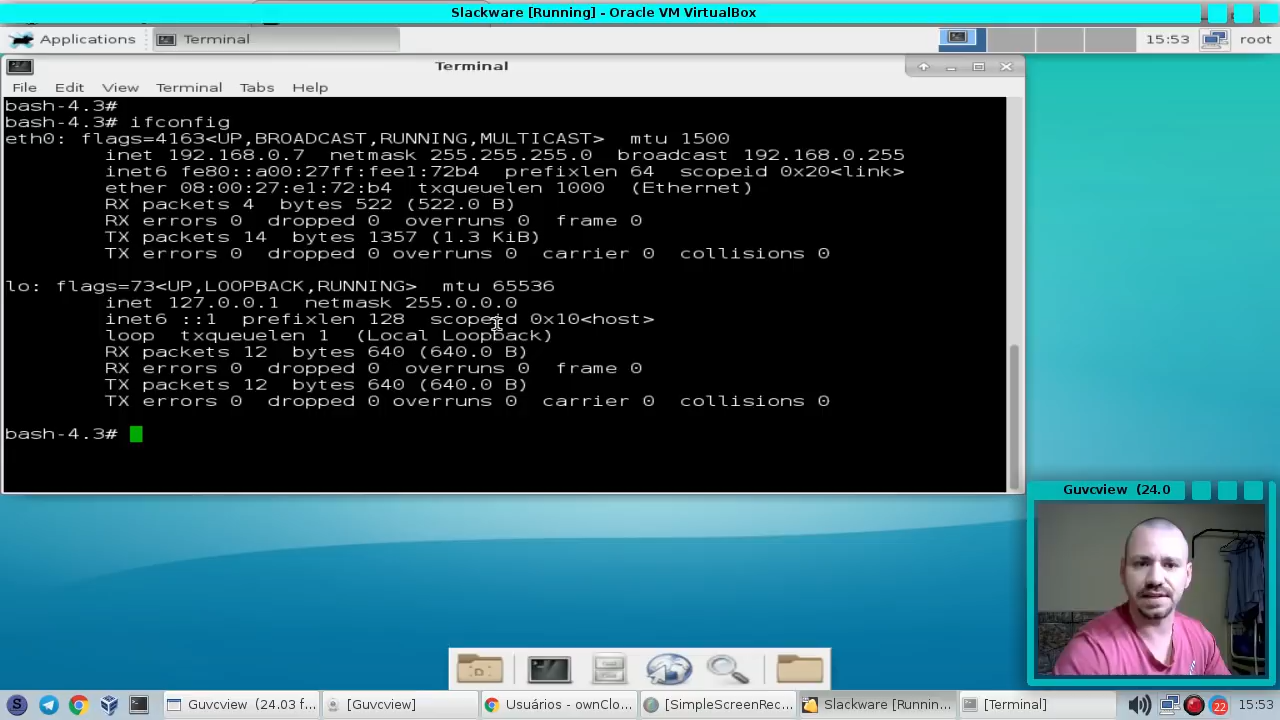 Slackware [Running] - Oracle VM VirtualBox
Applications Terminal 15:53 root
Terminal
File Edit View Terminal Tabs Help
bash-4.3#
bash-4.3# ifconfig
eth0: flags=4163<UP,BROADCAST,RUNNING,MULTICAST>  mtu 1500
inet 192.168.0.7  netmask 255.255.255.0  broadcast 192.168.0.255
inet6 fe80::a00:27ff:fee1:72b4  prefixlen 64  scopeid 0x20<link>
ether 08:00:27:e1:72:b4  txqueuelen 1000  (Ethernet)
RX packets 4  bytes 522 (522.0 B)
RX errors 0  dropped 0  overruns 0  frame 0
TX packets 14  bytes 1357 (1.3 KiB)
TX errors 0  dropped 0 overruns 0  carrier 0  collisions 0
lo: flags=73<UP,LOOPBACK,RUNNING>  mtu 65536
inet 127.0.0.1  netmask 255.0.0.0
inet6 ::1  prefixlen 128  scopeid 0x10<host>
loop  txqueuelen 1  (Local Loopback)
RX packets 12  bytes 640 (640.0 B)
RX errors 0  dropped 0  overruns 0  frame 0
TX packets 12  bytes 640 (640.0 B)
TX errors 0  dropped 0 overruns 0  carrier 0  collisions 0
bash-4.3#
Guvcview (24.0
Guvcview (22.03 f... [Guvcview] Usuários - ownClo... [SimpleScreenRec... Slackware [Runnin... [Terminal] 22 15:53